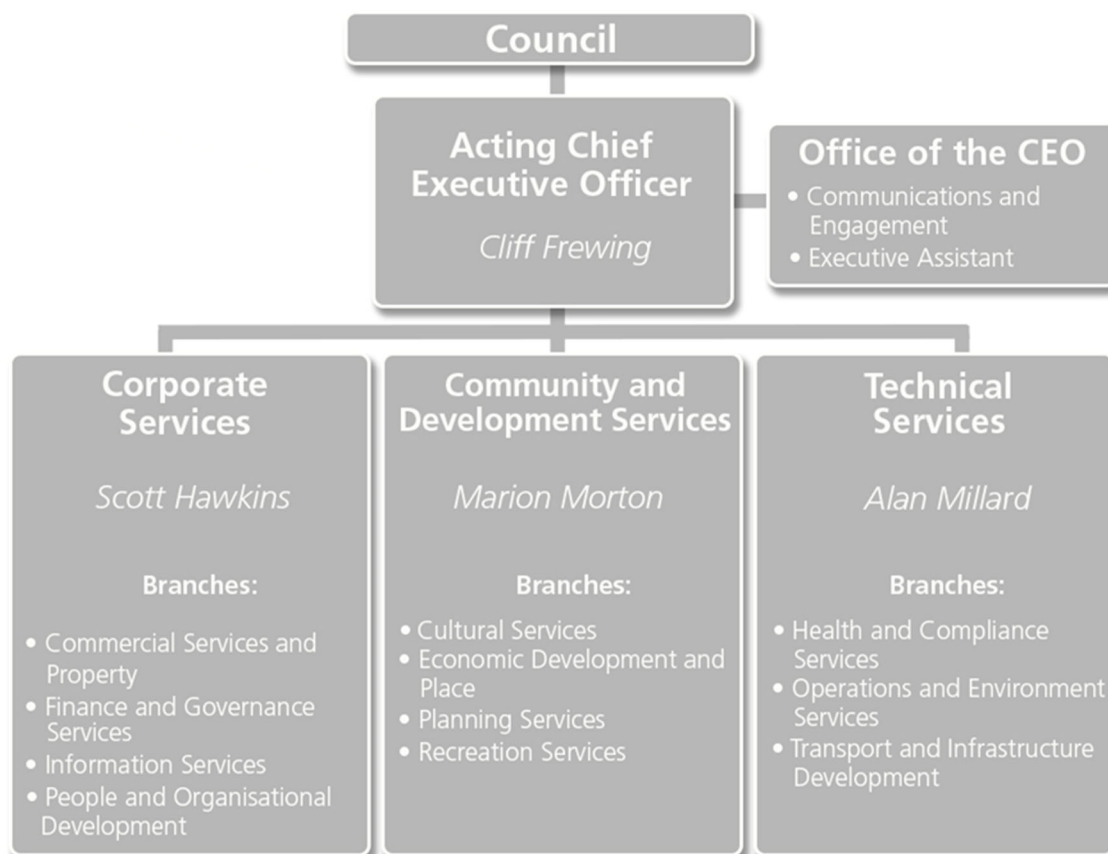 Council
Acting Chief
Executive Officer
Cliff Frewing
Office of the CEO
• Communications and
Engagement
• Executive Assistant
Corporate
Services
Scott Hawkins
Branches:
• Commercial Services and
Property
• Finance and Governance
Services
• Information Services
• People and Organisational
Development
Community and
Development Services
Marion Morton
Branches:
• Cultural Services
• Economic Development and
Place
• Planning Services
• Recreation Services
Technical
Services
Alan Millard
Branches:
• Health and Compliance
Services
• Operations and Environment
Services
• Transport and Infrastructure
Development